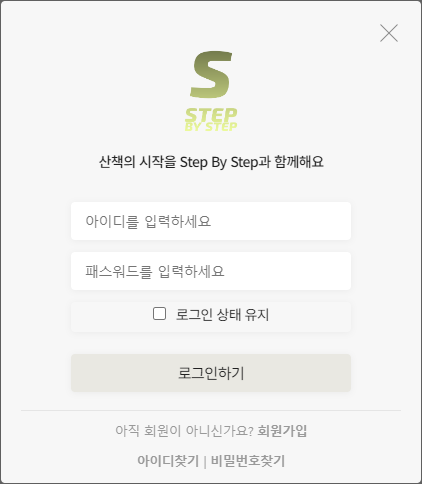 S
STEP
BY STEP
산책의 시작을 Step By Step과 함께해요
아이디를 입력하세요
패스워드를 입력하세요
로그인 상태 유지
로그인하기
아직 회원이 아니신가요? 회원가입
아이디찾기 | 비밀번호찾기